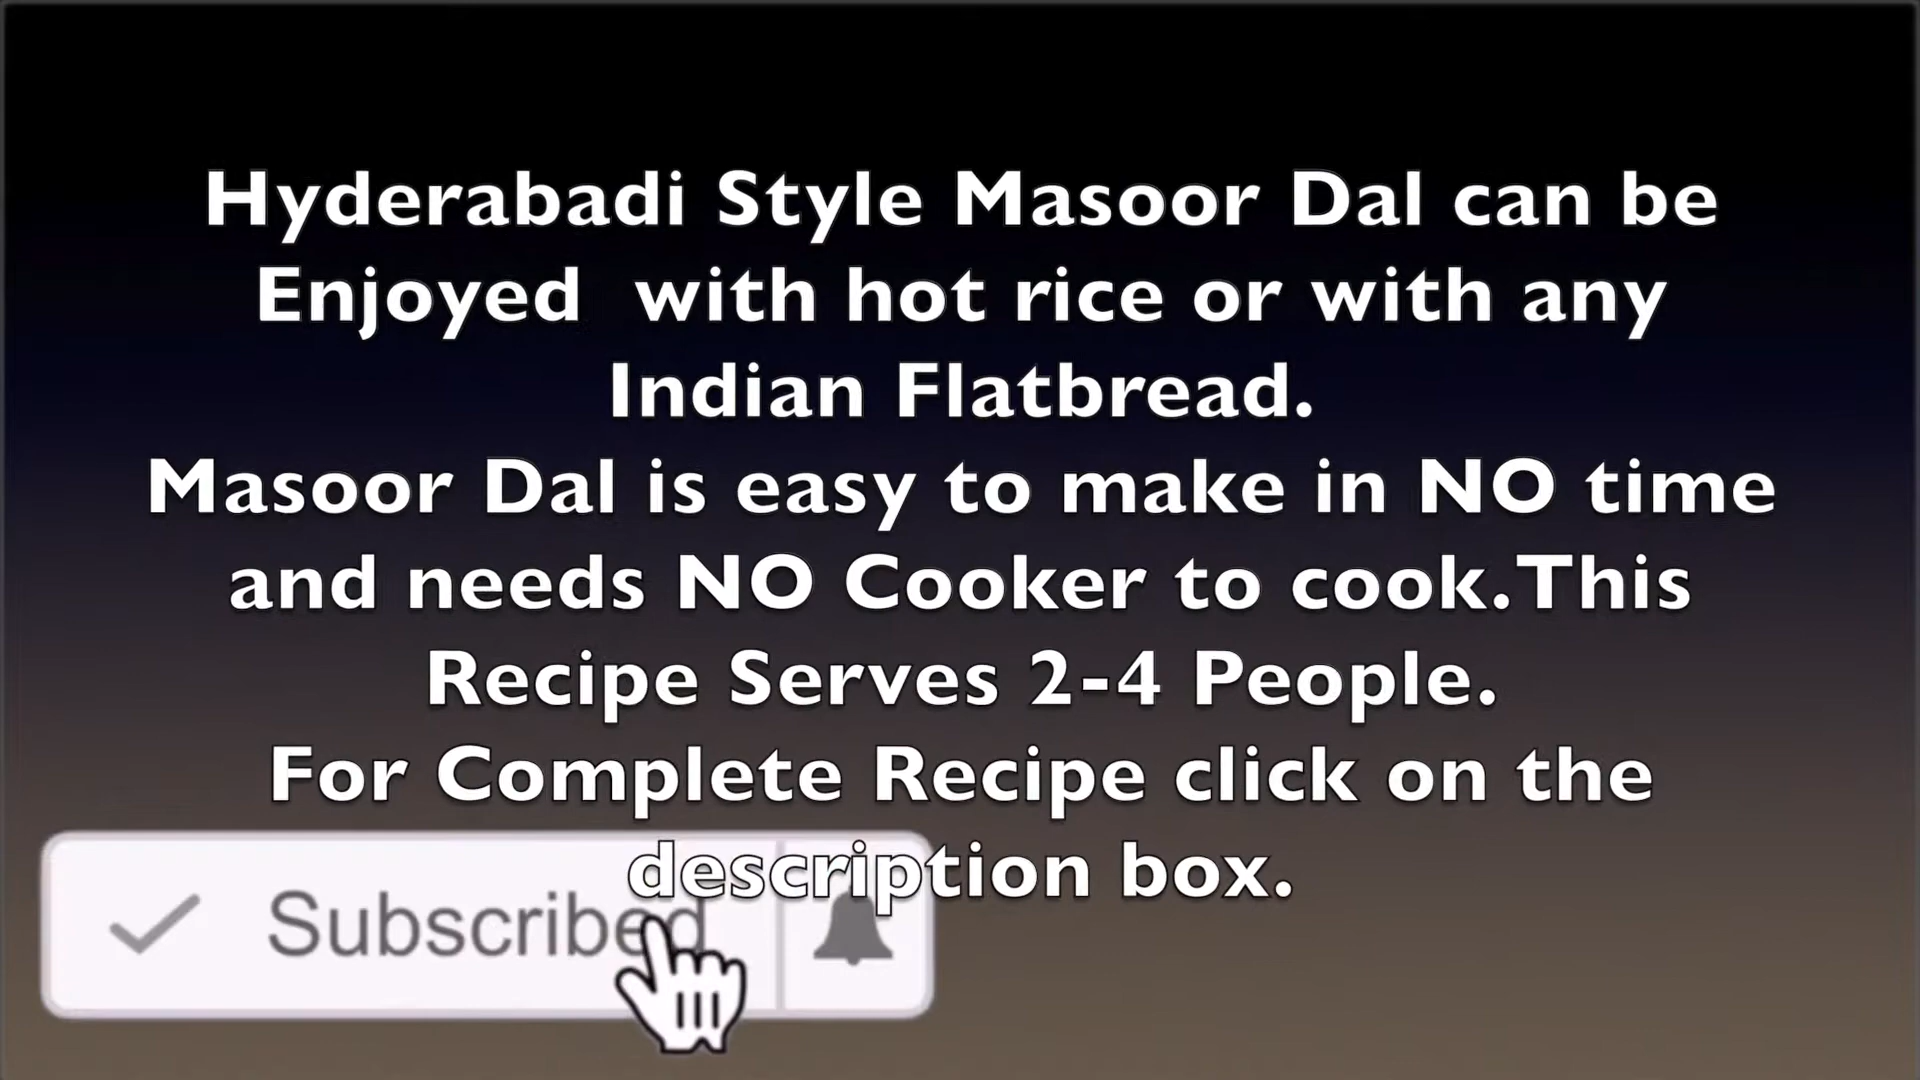 Hyderabadi Style Masoor Dal can be
Enjoyed  with hot rice or with any
Indian Flatbread.
Masoor Dal is easy to make in NO time
and needs NO Cooker to cook.This
Recipe Serves 2-4 People.
For Complete Recipe click on the
description box.
Subscribed